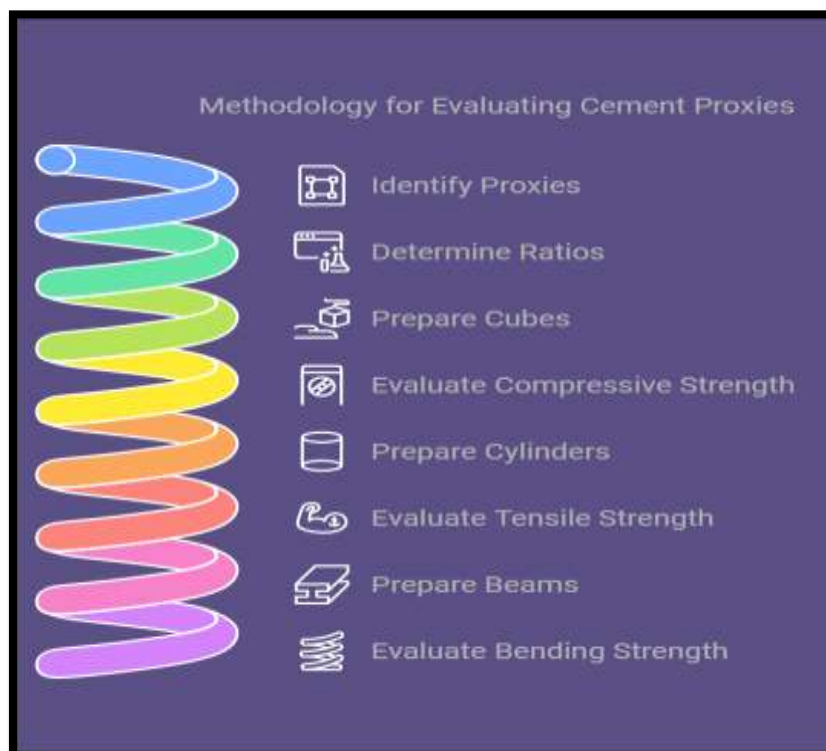 Methodology for Evaluating Cement Proxies
Identify Proxies
Determine Ratios
Prepare Cubes
Evaluate Compressive Strength
Prepare Cylinders
Evaluate Tensile Strength
Prepare Beams
Evaluate Bending Strength